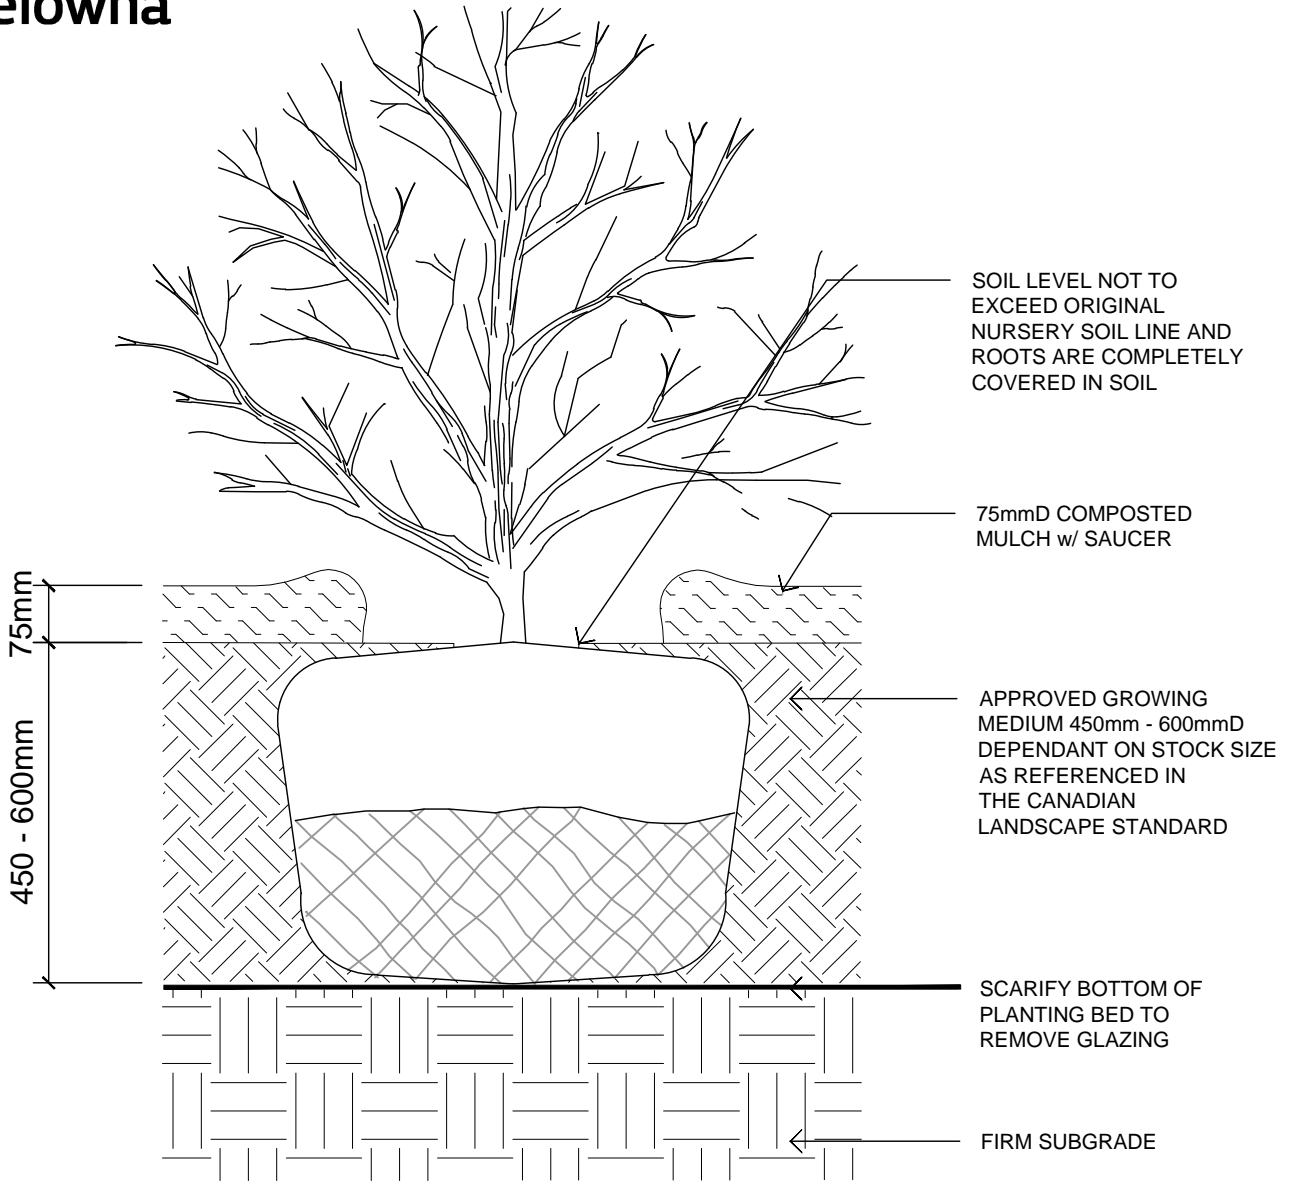 elowna
SOIL LEVEL NOT TO
EXCEED ORIGINAL
NURSERY SOIL LINE AND
ROOTS ARE COMPLETELY
COVERED IN SOIL
75mmD COMPOSTED
MULCH w/ SAUCER
75mm
APPROVED GROWING
MEDIUM 450mm - 600mmD
DEPENDANT ON STOCK SIZE
AS REFERENCED IN
THE CANADIAN
LANDSCAPE STANDARD
450 - 600mm
SCARIFY BOTTOM OF
PLANTING BED TO
REMOVE GLAZING
FIRM SUBGRADE